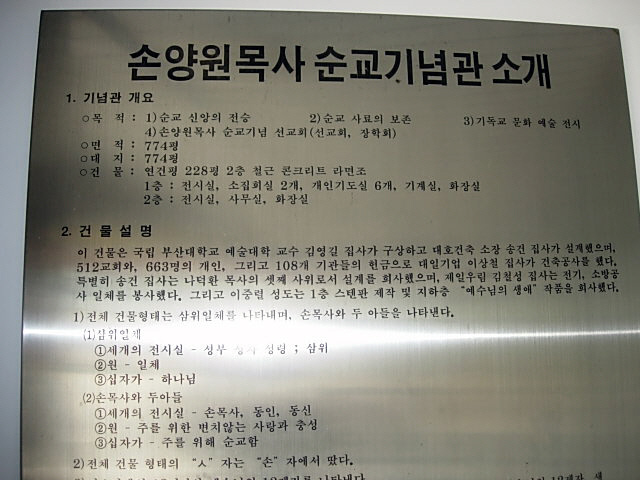 손양원목사 순교기념관 소개
1. 기념관 개요
○목 적 : 1)순교 신앙의 전승 2)순교 사료의 보존 3)기독교 문화 예술 전시
4)손양원목사 순교기념 선교회(선교회, 장학회)
○면 적 : 774평
○대 지 : 774평
○건 물 : 연건평 228평 2층 철근 콘크리트 라면조
1층 : 전시실, 소집회실 2개, 개인기도실 6개, 기계실, 화장실
2층 : 전시실, 사무실, 화장실
2. 건물설명
이 건물은 국립 부산대학교 예술대학 교수 김영길 집사가 구상하고 대호건축 소장 송건 집사가 설계했으며,
512교회와, 663명의 개인, 그리고 108개 기관들의 헌금으로 대일기업 이상철 집사가 건축공사를 했다.
특별히 송건 집사는 나덕환 목사의 셋째 사위로서 설계를 희사했으며, 제일우림 김철성 집사는 전기, 소방공
사 일체를 봉사했다. 그리고 이중렬 성도는 1층 스텐판 제작 및 지하층 "예수님의 생애" 작품을 희사했다.
1)전체 건물형태는 삼위일체를 나타내며, 손목사와 두 아들을 나타낸다.
(1)삼위일체
①세개의 전시실 - 성부 성자 성령 ; 삼위
②원 - 일체
③십자가 - 하나님
(2)손목사와 두아들
①세개의 전시실 - 손목사, 동인, 동신
②원 - 주를 위한 변치않는 사랑과 충성
③십자가 - 주를 위해 순교함
2)전체 건물 형태의 "人" 자는 "손" 자에서 땄다.